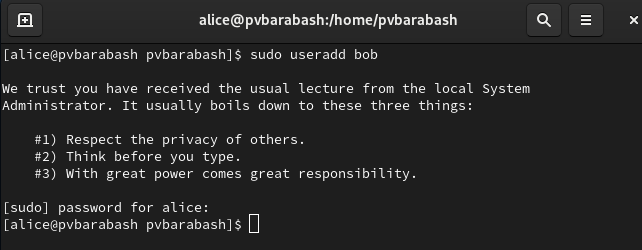 alice@pvbarabash:/home/pvbarabash
[alice@pvbarabash pvbarabash]$ sudo useradd bob
We trust you have received the usual lecture from the local System
Administrator. It usually boils down to these three things:
#1) Respect the privacy of others.
#2) Think before you type.
#3) With great power comes great responsibility.
[sudo] password for alice:
[alice@pvbarabash pvbarabash]$